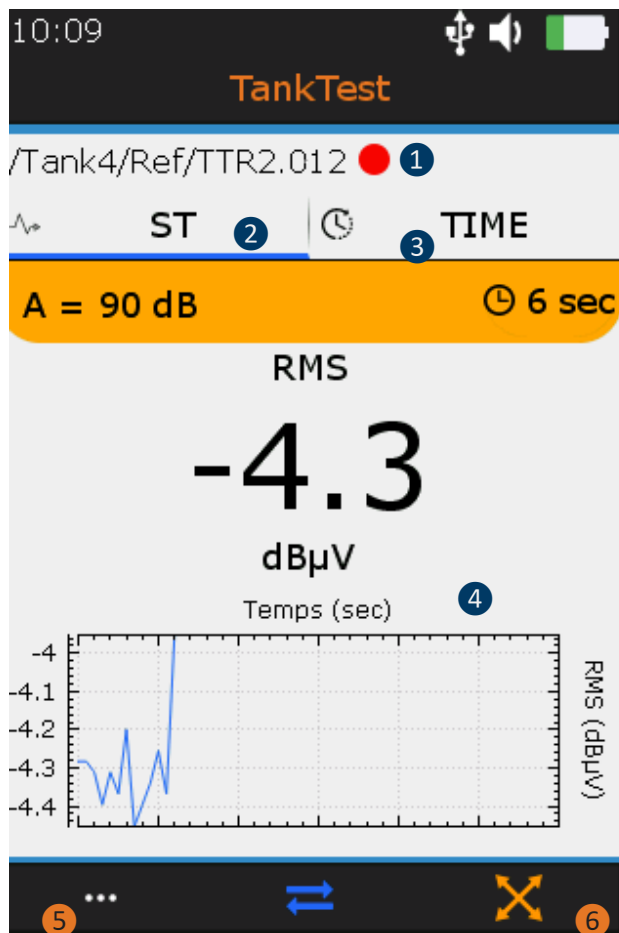 10:09
TankTest
/Tank4/Ref/TTR2.012 1
ST 2 TIME
3
A = 90 dB 6 sec
RMS
-4.3
dBµV
4
Temps (sec)
-4
-4.1
-4.2
-4.3
-4.4
RMS (dBµV)
...
5 6